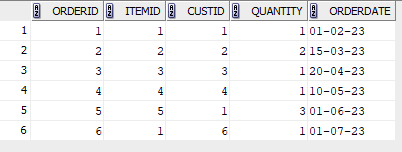 ORDERID ITEMID CUSTID QUANTITY ORDERDATE
1 1 1 1 1 01-02-23
2 2 2 2 2 15-03-23
3 3 3 3 1 20-04-23
4 4 4 4 1 10-05-23
5 5 5 1 3 01-06-23
6 6 1 6 1 01-07-23